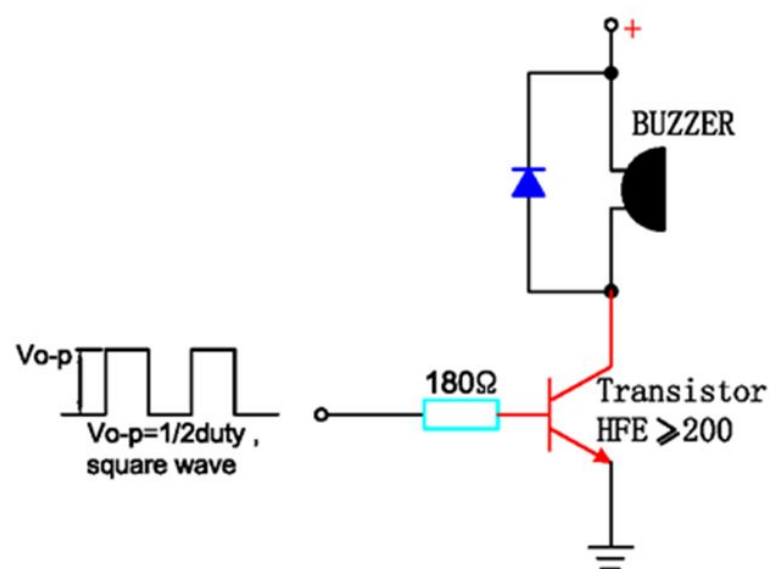 +
BUZZER
Vo-p
180Ω
Transistor
HFE ⩾200
Vo-p=1/2duty ,
square wave